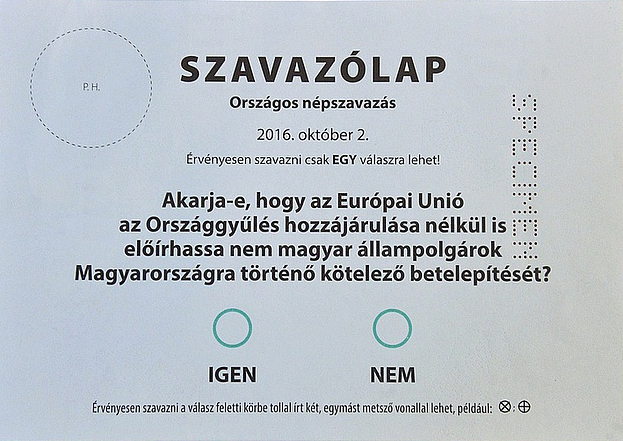 P. H.
SZAVAZÓLAP
Országos népszavazás
2016. október 2.
Érvényesen szavazni csak EGY válaszra lehet!
Akarja-e, hogy az Európai Unió
az Országgyűlés hozzájárulása nélkül is
előírhassa nem magyar állampolgárok
Magyarországra történő kötelező betelepítését?
IGEN NEM
Érvényesen szavazni a válasz feletti körbe tollal írt két, egymást metsző vonallal lehet, például: ⊗; ⊕